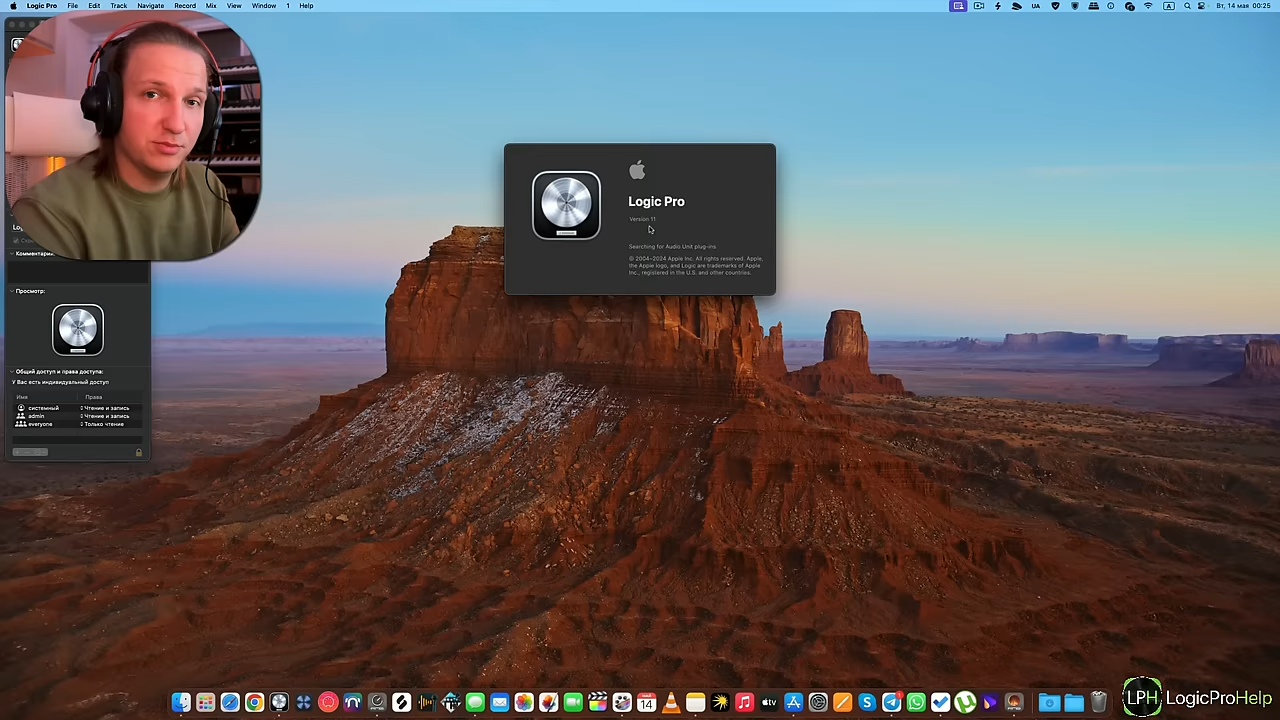 Logic Pro File Edit Track Navigate Record Mix View Window 1 Help
UA A Вт, 14 мая 00:25
Logic Pro
Version 11
Searching for Audio Unit plug-ins
© 2004–2024 Apple Inc. All rights reserved. Apple,
the Apple logo, and Logic are trademarks of Apple
Inc., registered in the U.S. and other countries.
Просмотр:
Общий доступ и права доступа:
У Вас есть индивидуальный доступ
Имя Права
системный Чтение и запись
admin Чтение и запись
everyone Только чтение
tv МАЯ
14
LPH LogicProHelp